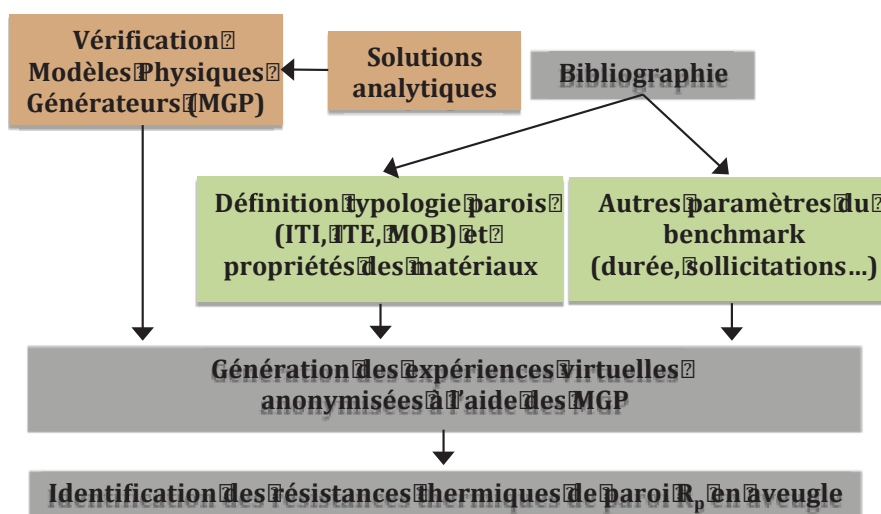 Vérification
Modèles Physiques
Générateurs (MGP)
Solutions
analytiques
Bibliographie
Définition typologie parois
(ITI, ITE, MOB) et
propriétés des matériaux
Autres paramètres du
benchmark
(durée, sollicitations…)
Génération des expériences virtuelles
anonymisées à l’aide des MGP
Identification des résistances thermiques de paroi Rp en aveugle